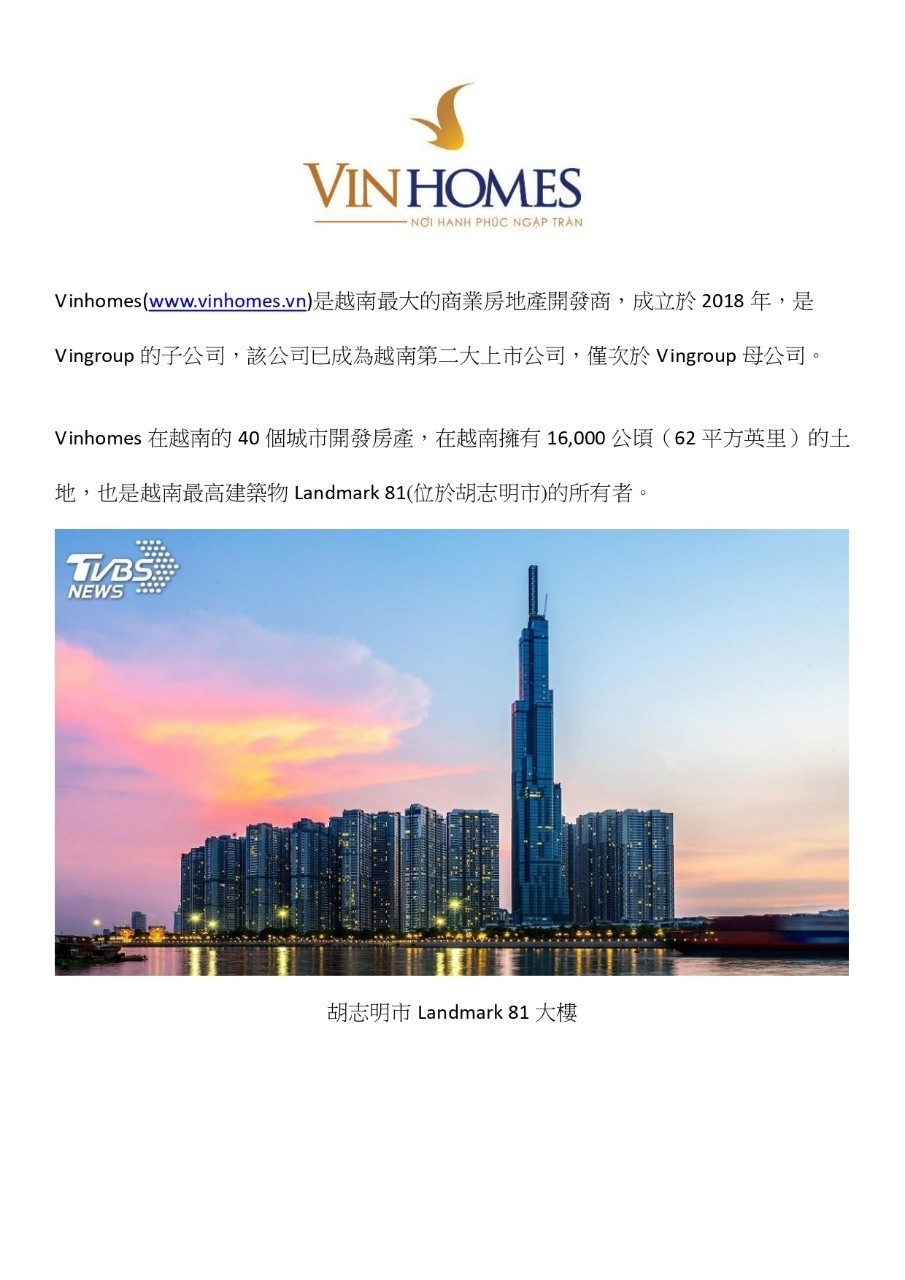 VINHOMES
NƠI HẠNH PHÚC NGẬP TRÀN
Vinhomes(www.vinhomes.vn)是越南最大的商業房地產開發商，成立於 2018 年，是
Vingroup 的子公司，該公司已成為越南第二大上市公司，僅次於 Vingroup 母公司。
Vinhomes 在越南的 40 個城市開發房產，在越南擁有 16,000 公頃（62 平方英里）的土
地，也是越南最高建築物 Landmark 81(位於胡志明市)的所有者。
TVBS
NEWS
胡志明市 Landmark 81 大樓